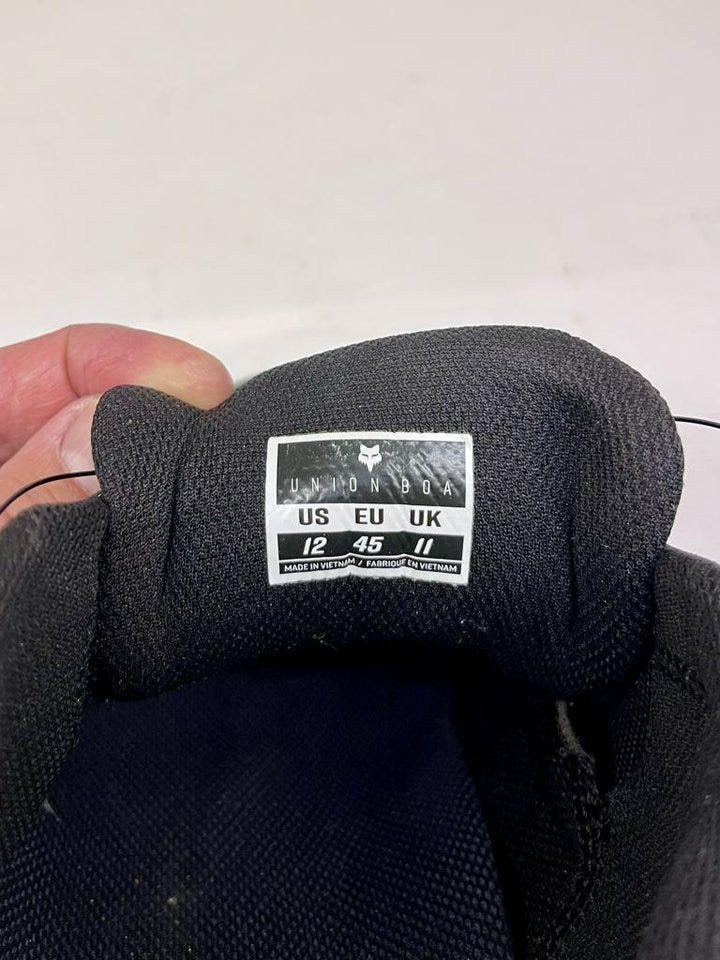 UNION BOA
US EU UK
12 45 11
MADE IN VIETNAM / FABRIQUE EN VIETNAM